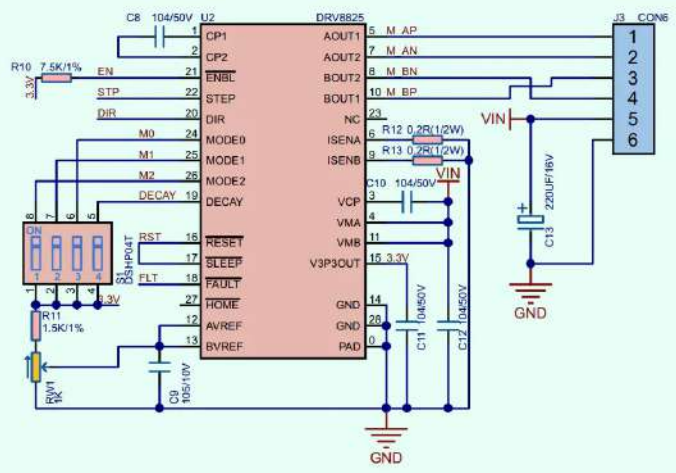 C8 104/50V U2 DRV8825 J3 CON6
1 CP1 AOUT1 5 M_AP 1
2 CP2 AOUT2 7 M_AN 2
R10 7.5K/1% EN 21 ENBL BOUT2 8 M_BN 3
3.3V STP 22 STEP BOUT1 10 M_BP 4
DIR 20 DIR NC 23 VIN 5
M0 24 MODE0 ISENA 6 R12 0.2R(1/2W) 6
M1 25 MODE1 ISENB 9 R13 0.2R(1/2W)
M2 26 MODE2 C10 104/50V VIN
DECAY 19 DECAY VCP 3
8 7 6 5 VMA 4 + 220UF/16V C13
ON RST 16 RESET VMB 11
1 2 3 4 S1 DSHP04T 17 SLEEP V3P3OUT 15 3.3V
FLT 18 FAULT GND
1 2 3 4 3.3V 27 HOME GND 14
R11 1.5K/1% 12 AVREF GND 28 C11 104/50V C12 104/50V
13 BVREF PAD 0
RW1 1K C9 105/10V
GND